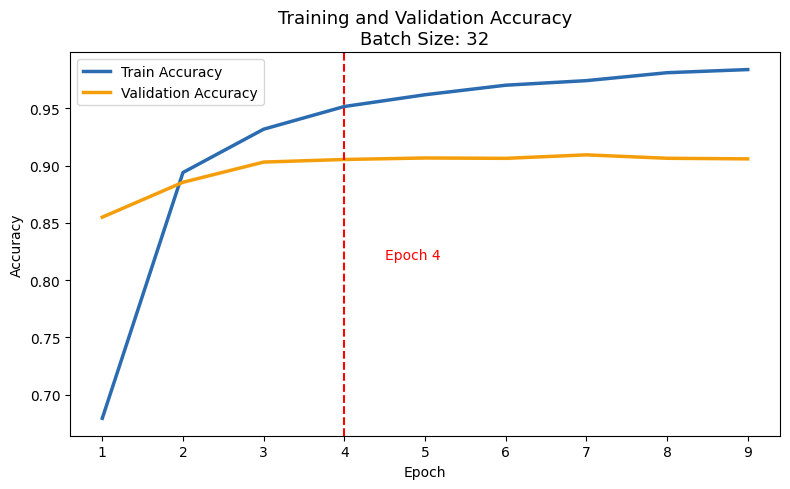 Training and Validation Accuracy
Batch Size: 32
Train Accuracy
Validation Accuracy
0.95
0.90
0.85
0.80
0.75
0.70
Accuracy
Epoch 4
1 2 3 4 5 6 7 8 9
Epoch